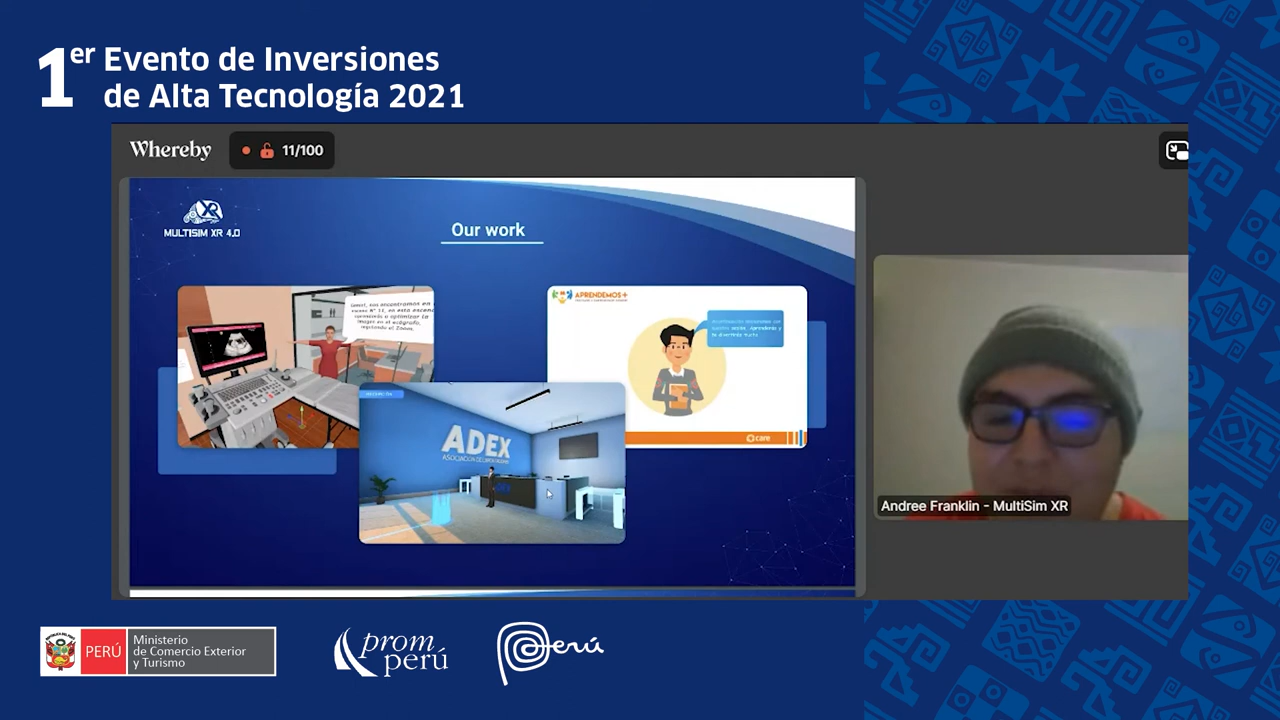 1er Evento de Inversiones
de Alta Tecnología 2021
Whereby
11/100
XR
MULTISIM XR 4.0
Our work
APRENDEMOS+
ADEX
care
Andree Franklin - MultiSim XR
PERÚ
Ministerio
de Comercio Exterior
y Turismo
prom
perú
Perú